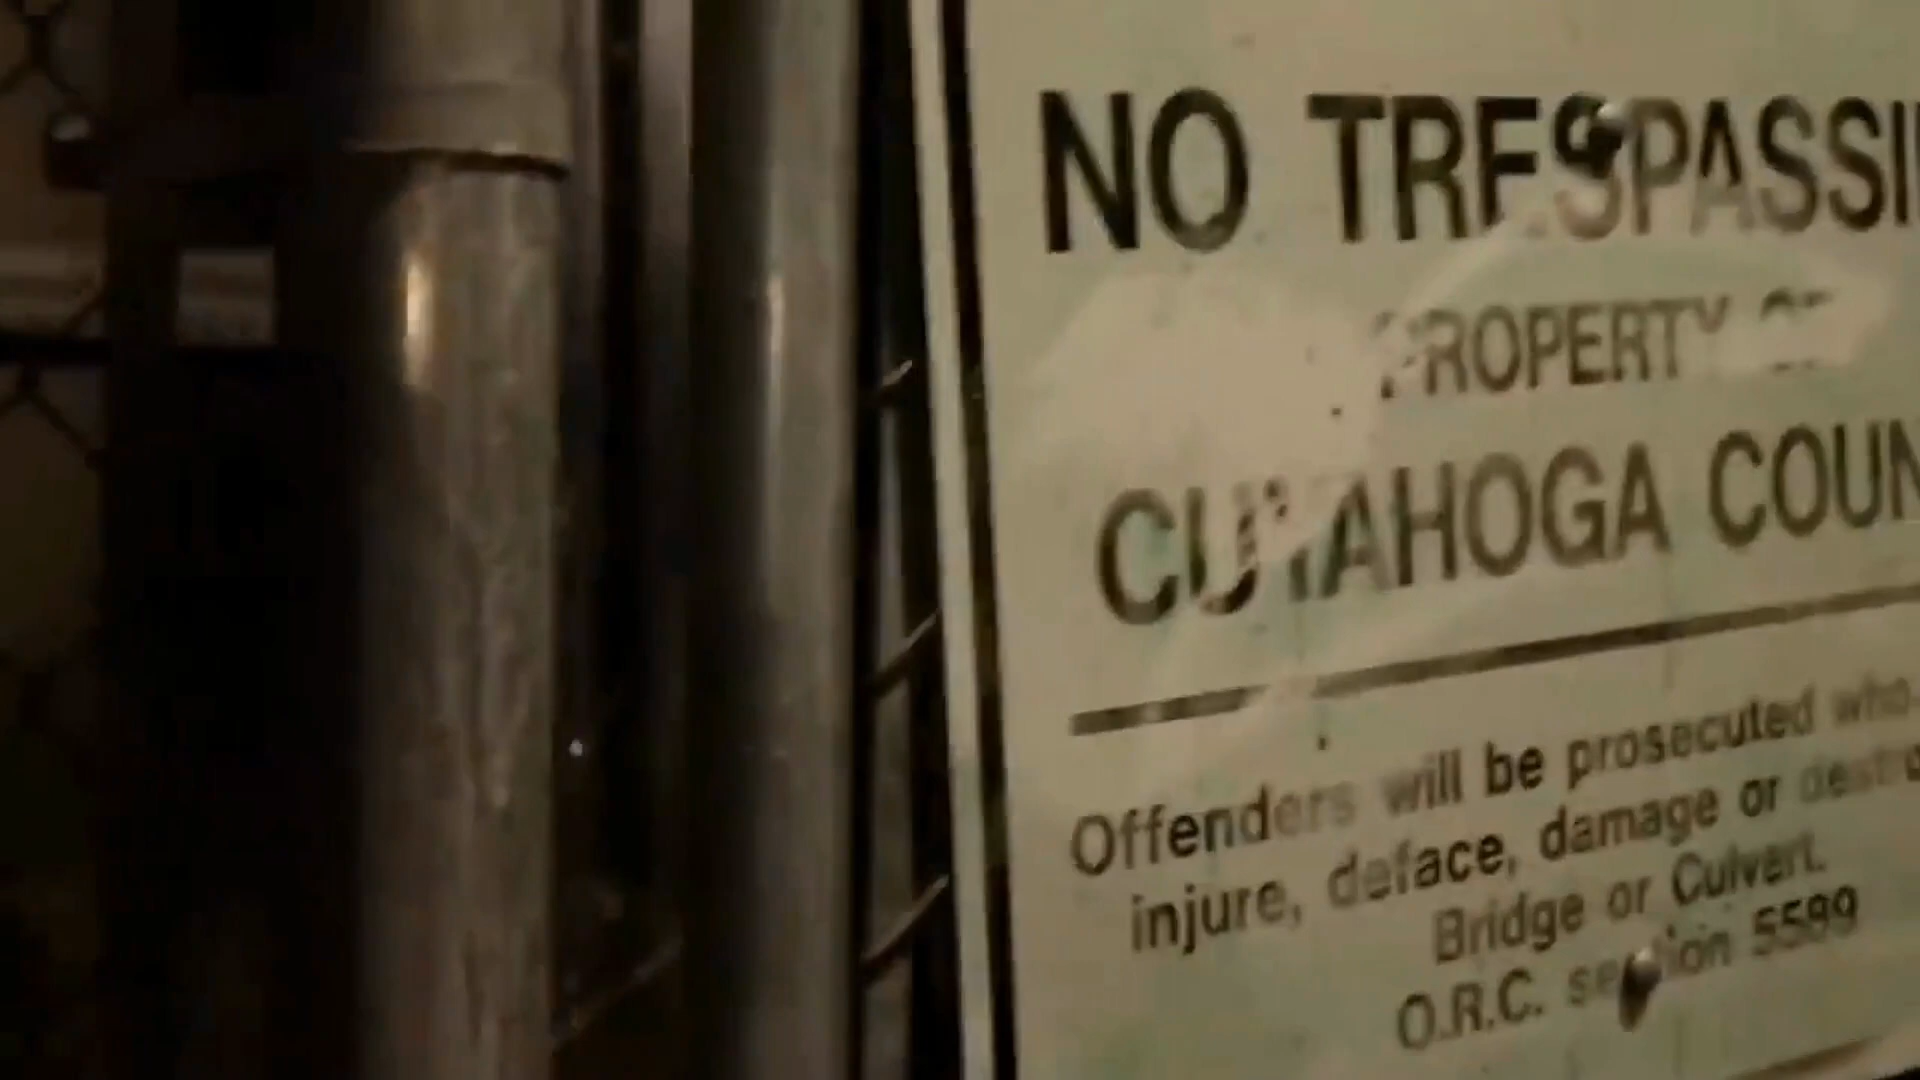 NO TRESPASSI
PROPERTY OF
CUYAHOGA COUN
Offenders will be prosecuted who
injure, deface, damage or destro
Bridge or Culvert.
O.R.C. section 5589